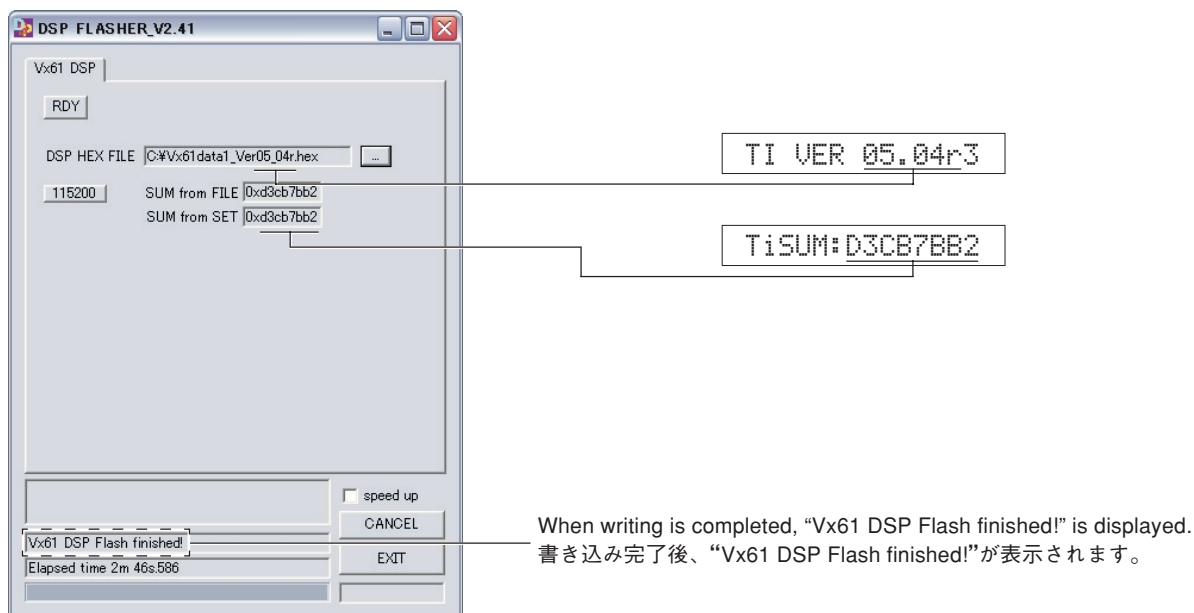 DSP FLASHER_V2.41
Vx61 DSP
RDY
DSP HEX FILE C:¥Vx61data1_Ver05_04r.hex ...
115200 SUM from FILE 0xd3cb7bb2
SUM from SET 0xd3cb7bb2
TI VER 05.04r3
TiSUM:D3CB7BB2
speed up
CANCEL
Vx61 DSP Flash finished!
EXIT
Elapsed time 2m 46s.586
When writing is completed, “Vx61 DSP Flash finished!” is displayed.
書き込み完了後、“Vx61 DSP Flash finished!”が表示されます。